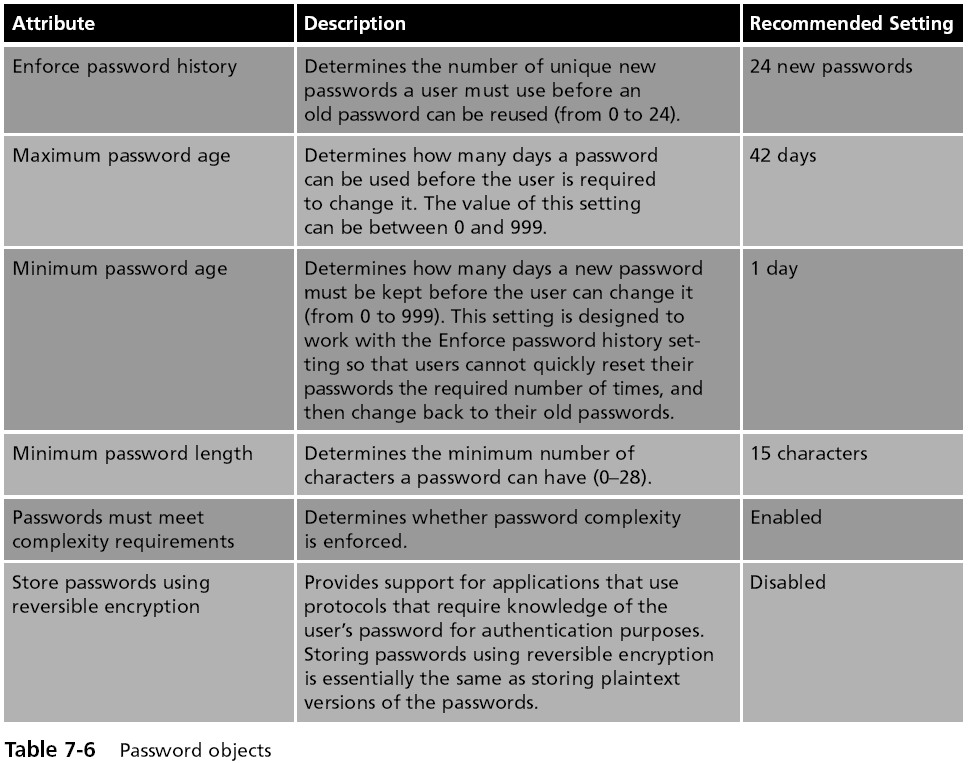 Attribute Description Recommended Setting
Enforce password history Determines the number of unique new 24 new passwords
passwords a user must use before an
old password can be reused (from 0 to 24).
Maximum password age Determines how many days a password 42 days
can be used before the user is required
to change it. The value of this setting
can be between 0 and 999.
Minimum password age Determines how many days a new password 1 day
must be kept before the user can change it
(from 0 to 999). This setting is designed to
work with the Enforce password history set-
ting so that users cannot quickly reset their
passwords the required number of times, and
then change back to their old passwords.
Minimum password length Determines the minimum number of 15 characters
characters a password can have (0–28).
Passwords must meet Determines whether password complexity Enabled
complexity requirements is enforced.
Store passwords using Provides support for applications that use Disabled
reversible encryption protocols that require knowledge of the
user's password for authentication purposes.
Storing passwords using reversible encryption
is essentially the same as storing plaintext
versions of the passwords.
Table 7-6 Password objects